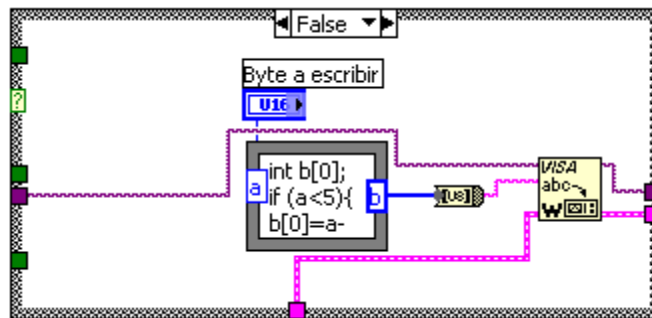 False
Byte a escribir
U16
?
a
int b[0];
if (a<5){
b[0]=a-
b
[U8]
VISA
abc
W